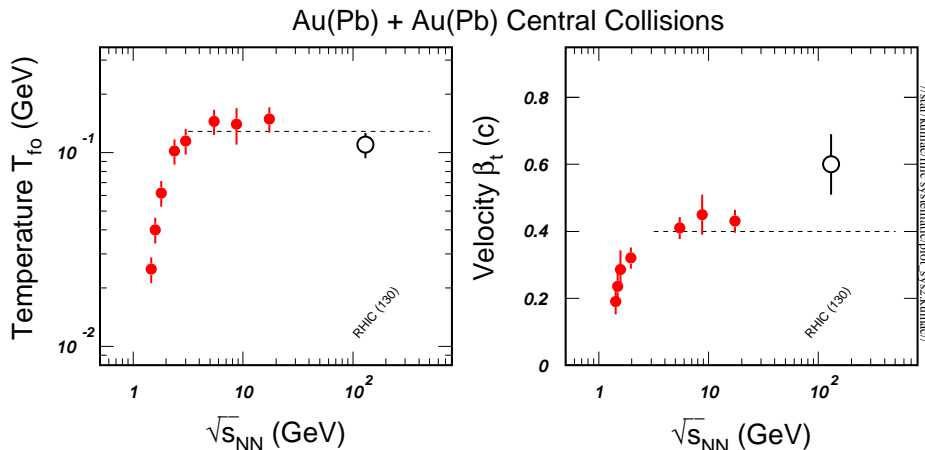 Au(Pb) + Au(Pb) Central Collisions
Temperature T_fo (GeV)
10^-1
10^-2
1
10
10^2
√s_NN (GeV)
RHIC (130)
Velocity β_t (c)
0.8
0.6
0.4
0.2
0
1
10
10^2
√s_NN (GeV)
RHIC (130)